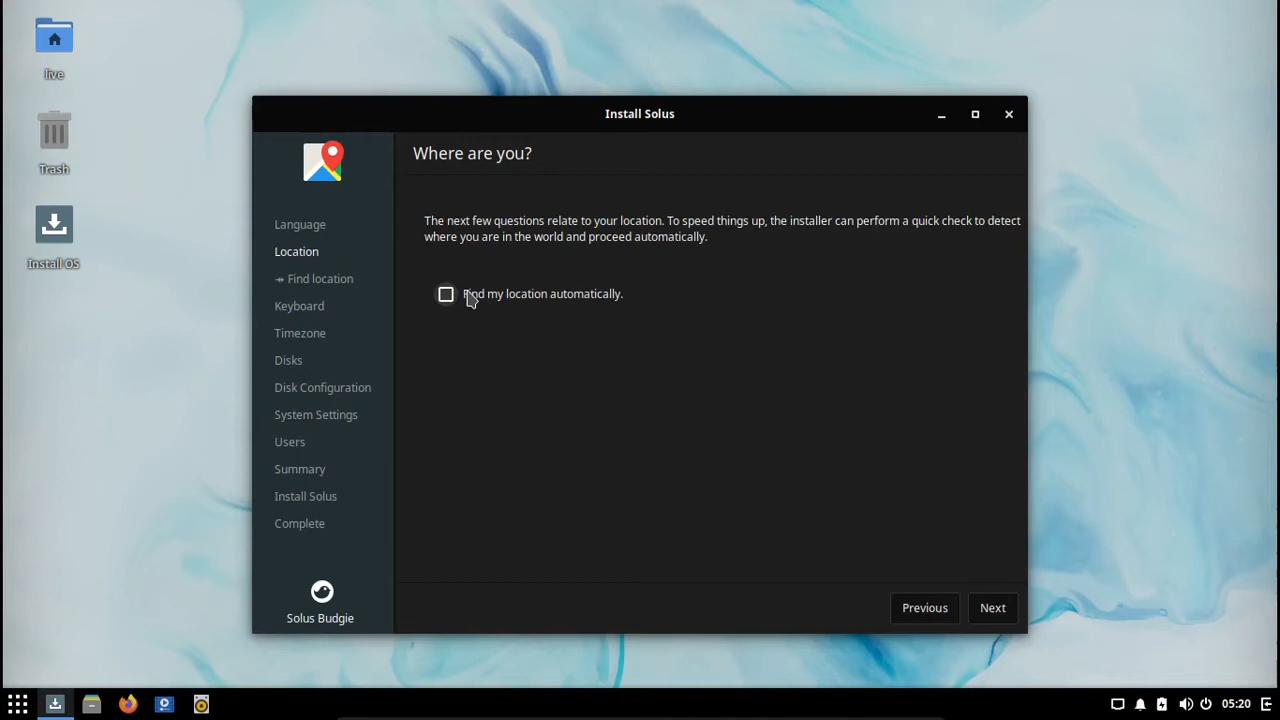 live
Trash
Install OS
Install Solus
Where are you?
Language
Location
↠ Find location
Keyboard
Timezone
Disks
Disk Configuration
System Settings
Users
Summary
Install Solus
Complete
Solus Budgie
The next few questions relate to your location. To speed things up, the installer can perform a quick check to detect
where you are in the world and proceed automatically.
Find my location automatically.
Previous
Next
05:20